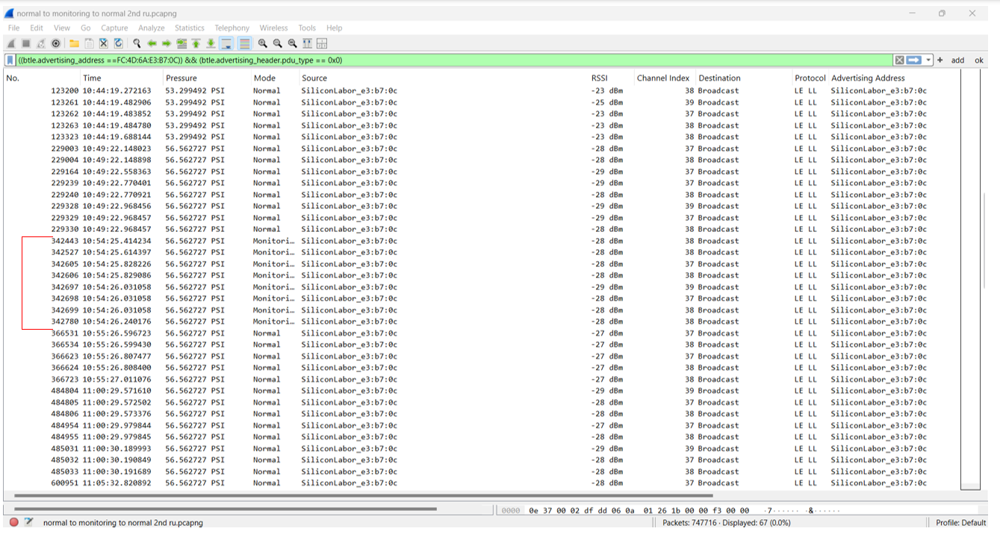 normal to monitoring to normal 2nd ru.pcapng
File Edit View Go Capture Analyze Statistics Telephony Wireless Tools Help
((btle.advertising_address ==FC:4D:6A:E3:B7:0C)) && (btle.advertising_header.pdu_type == 0x0) + add ok
No. Time Pressure Mode Source RSSI Channel Index Destination Protocol Advertising Address
123200 10:44:19.272163 53.299492 PSI Normal SiliconLabor_e3:b7:0c -23 dBm 38 Broadcast LE LL SiliconLabor_e3:b7:0c
123261 10:44:19.482906 53.299492 PSI Normal SiliconLabor_e3:b7:0c -25 dBm 39 Broadcast LE LL SiliconLabor_e3:b7:0c
123262 10:44:19.483852 53.299492 PSI Normal SiliconLabor_e3:b7:0c -23 dBm 37 Broadcast LE LL SiliconLabor_e3:b7:0c
123263 10:44:19.484780 53.299492 PSI Normal SiliconLabor_e3:b7:0c -23 dBm 38 Broadcast LE LL SiliconLabor_e3:b7:0c
123323 10:44:19.688144 53.299492 PSI Normal SiliconLabor_e3:b7:0c -23 dBm 38 Broadcast LE LL SiliconLabor_e3:b7:0c
229003 10:49:22.148023 56.562727 PSI Normal SiliconLabor_e3:b7:0c -28 dBm 37 Broadcast LE LL SiliconLabor_e3:b7:0c
229004 10:49:22.148898 56.562727 PSI Normal SiliconLabor_e3:b7:0c -28 dBm 38 Broadcast LE LL SiliconLabor_e3:b7:0c
229164 10:49:22.558363 56.562727 PSI Normal SiliconLabor_e3:b7:0c -29 dBm 37 Broadcast LE LL SiliconLabor_e3:b7:0c
229239 10:49:22.770401 56.562727 PSI Normal SiliconLabor_e3:b7:0c -29 dBm 37 Broadcast LE LL SiliconLabor_e3:b7:0c
229240 10:49:22.770921 56.562727 PSI Normal SiliconLabor_e3:b7:0c -28 dBm 38 Broadcast LE LL SiliconLabor_e3:b7:0c
229328 10:49:22.968456 56.562727 PSI Normal SiliconLabor_e3:b7:0c -29 dBm 39 Broadcast LE LL SiliconLabor_e3:b7:0c
229329 10:49:22.968457 56.562727 PSI Normal SiliconLabor_e3:b7:0c -29 dBm 37 Broadcast LE LL SiliconLabor_e3:b7:0c
229330 10:49:22.968457 56.562727 PSI Normal SiliconLabor_e3:b7:0c -28 dBm 38 Broadcast LE LL SiliconLabor_e3:b7:0c
342443 10:54:25.414234 56.562727 PSI Monitori… SiliconLabor_e3:b7:0c -28 dBm 38 Broadcast LE LL SiliconLabor_e3:b7:0c
342527 10:54:25.614397 56.562727 PSI Monitori… SiliconLabor_e3:b7:0c -28 dBm 38 Broadcast LE LL SiliconLabor_e3:b7:0c
342605 10:54:25.828226 56.562727 PSI Monitori… SiliconLabor_e3:b7:0c -28 dBm 37 Broadcast LE LL SiliconLabor_e3:b7:0c
342606 10:54:25.829086 56.562727 PSI Monitori… SiliconLabor_e3:b7:0c -28 dBm 38 Broadcast LE LL SiliconLabor_e3:b7:0c
342697 10:54:26.031058 56.562727 PSI Monitori… SiliconLabor_e3:b7:0c -29 dBm 39 Broadcast LE LL SiliconLabor_e3:b7:0c
342698 10:54:26.031058 56.562727 PSI Monitori… SiliconLabor_e3:b7:0c -28 dBm 37 Broadcast LE LL SiliconLabor_e3:b7:0c
342699 10:54:26.031058 56.562727 PSI Monitori… SiliconLabor_e3:b7:0c -28 dBm 38 Broadcast LE LL SiliconLabor_e3:b7:0c
342780 10:54:26.240176 56.562727 PSI Monitori… SiliconLabor_e3:b7:0c -28 dBm 38 Broadcast LE LL SiliconLabor_e3:b7:0c
366531 10:55:26.596723 56.562727 PSI Normal SiliconLabor_e3:b7:0c -27 dBm 37 Broadcast LE LL SiliconLabor_e3:b7:0c
366534 10:55:26.599430 56.562727 PSI Normal SiliconLabor_e3:b7:0c -27 dBm 38 Broadcast LE LL SiliconLabor_e3:b7:0c
366623 10:55:26.807477 56.562727 PSI Normal SiliconLabor_e3:b7:0c -27 dBm 37 Broadcast LE LL SiliconLabor_e3:b7:0c
366624 10:55:26.808400 56.562727 PSI Normal SiliconLabor_e3:b7:0c -27 dBm 38 Broadcast LE LL SiliconLabor_e3:b7:0c
366723 10:55:27.011076 56.562727 PSI Normal SiliconLabor_e3:b7:0c -27 dBm 38 Broadcast LE LL SiliconLabor_e3:b7:0c
484804 11:00:29.571610 56.562727 PSI Normal SiliconLabor_e3:b7:0c -29 dBm 39 Broadcast LE LL SiliconLabor_e3:b7:0c
484805 11:00:29.572502 56.562727 PSI Normal SiliconLabor_e3:b7:0c -28 dBm 37 Broadcast LE LL SiliconLabor_e3:b7:0c
484806 11:00:29.573376 56.562727 PSI Normal SiliconLabor_e3:b7:0c -28 dBm 38 Broadcast LE LL SiliconLabor_e3:b7:0c
484954 11:00:29.979844 56.562727 PSI Normal SiliconLabor_e3:b7:0c -27 dBm 37 Broadcast LE LL SiliconLabor_e3:b7:0c
484955 11:00:29.979845 56.562727 PSI Normal SiliconLabor_e3:b7:0c -28 dBm 38 Broadcast LE LL SiliconLabor_e3:b7:0c
485031 11:00:30.189993 56.562727 PSI Normal SiliconLabor_e3:b7:0c -29 dBm 39 Broadcast LE LL SiliconLabor_e3:b7:0c
485032 11:00:30.190849 56.562727 PSI Normal SiliconLabor_e3:b7:0c -28 dBm 37 Broadcast LE LL SiliconLabor_e3:b7:0c
485033 11:00:30.191689 56.562727 PSI Normal SiliconLabor_e3:b7:0c -28 dBm 38 Broadcast LE LL SiliconLabor_e3:b7:0c
600951 11:05:32.820892 56.562727 PSI Normal SiliconLabor_e3:b7:0c -28 dBm 37 Broadcast LE LL SiliconLabor_e3:b7:0c
0000 0e 37 00 02 df dd 06 0a 01 26 1b 00 00 f3 00 00 ·7······ ·&······
normal to monitoring to normal 2nd ru.pcapng Packets: 747716 · Displayed: 67 (0.0%) Profile: Default